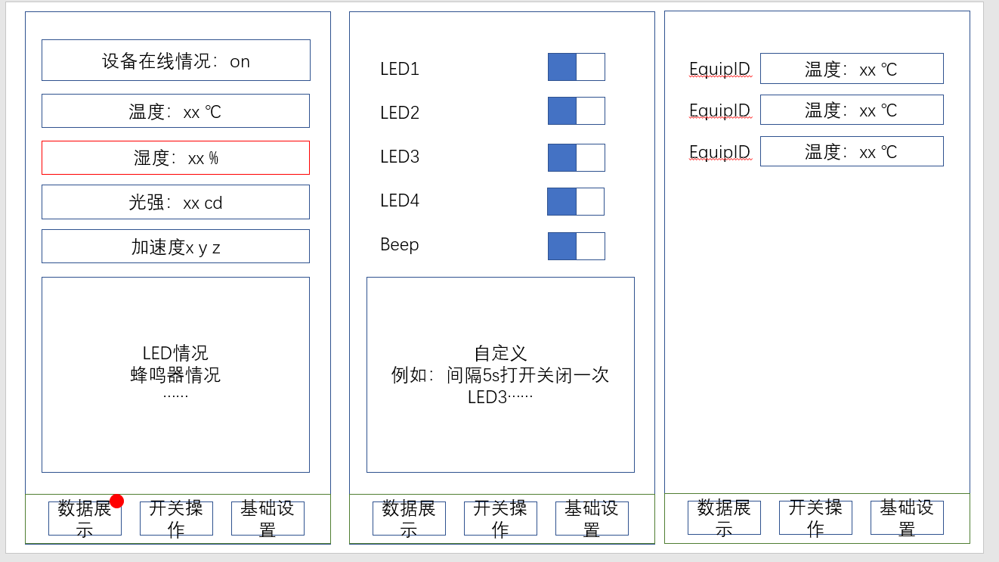 设备在线情况：on
温度：xx ℃
湿度：xx %
光强：xx cd
加速度x y z
LED情况
蜂鸣器情况
……
数据展
示
开关操
作
基础设
置
LED1
LED2
LED3
LED4
Beep
自定义
例如：间隔5s打开关闭一次
LED3……
数据展
示
开关操
作
基础设
置
EquipID
温度：xx ℃
EquipID
温度：xx ℃
EquipID
温度：xx ℃
数据展
示
开关操
作
基础设
置